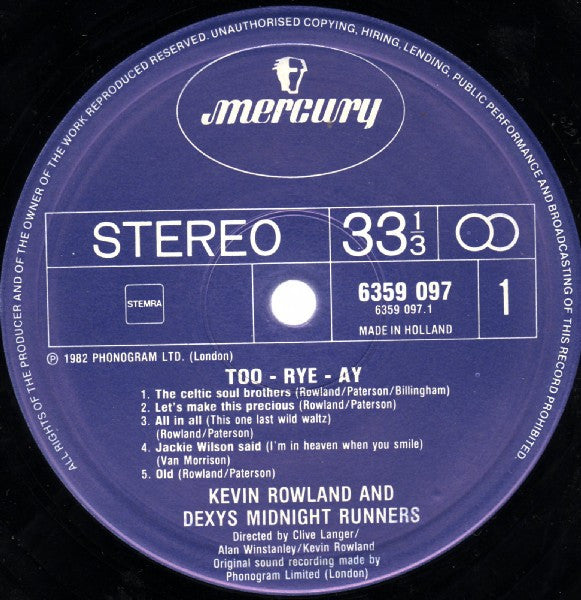 ALL RIGHTS OF THE PRODUCER AND OF THE OWNER OF THE WORK REPRODUCED RESERVED. UNAUTHORISED COPYING, HIRING, LENDING, PUBLIC PERFORMANCE AND BROADCASTING OF THIS RECORD PROHIBITED.
mercury
STEREO 33 1/3
STEMRA
6359 097
6359 097.1
MADE IN HOLLAND
1
℗ 1982 PHONOGRAM LTD. (London)
TOO - RYE - AY
1. The celtic soul brothers (Rowland/Paterson/Billingham)
2. Let's make this precious (Rowland/Paterson)
3. All in all (This one last wild waltz)
(Rowland/Paterson)
4. Jackie Wilson said (I'm in heaven when you smile)
(Van Morrison)
5. Old (Rowland/Paterson)
KEVIN ROWLAND AND
DEXYS MIDNIGHT RUNNERS
Directed by Clive Langer/
Alan Winstanley/Kevin Rowland
Original sound recording made by
Phonogram Limited (London)